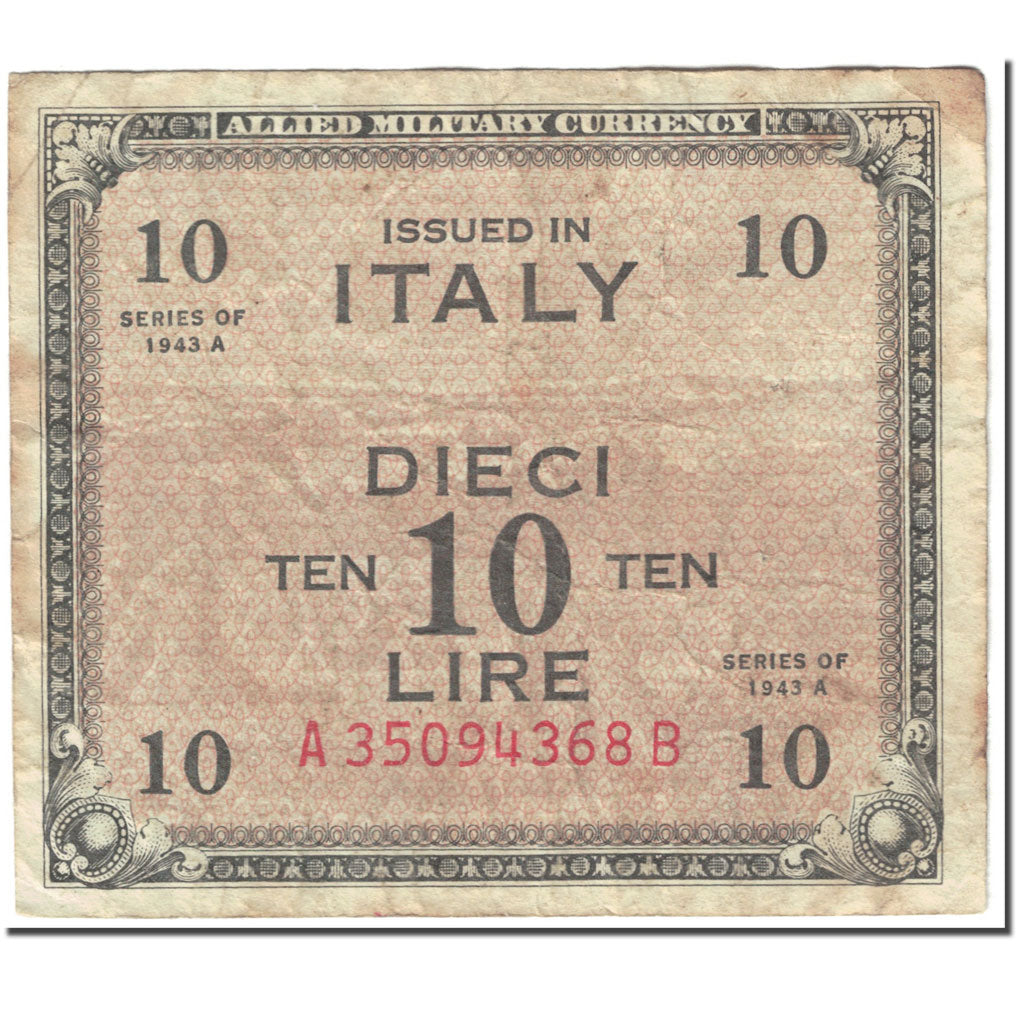 ALLIED MILITARY CURRENCY
10 ISSUED IN 10
ITALY
SERIES OF
1943 A
DIECI
TEN 10 TEN
LIRE
SERIES OF
1943 A
10 A35094368B 10